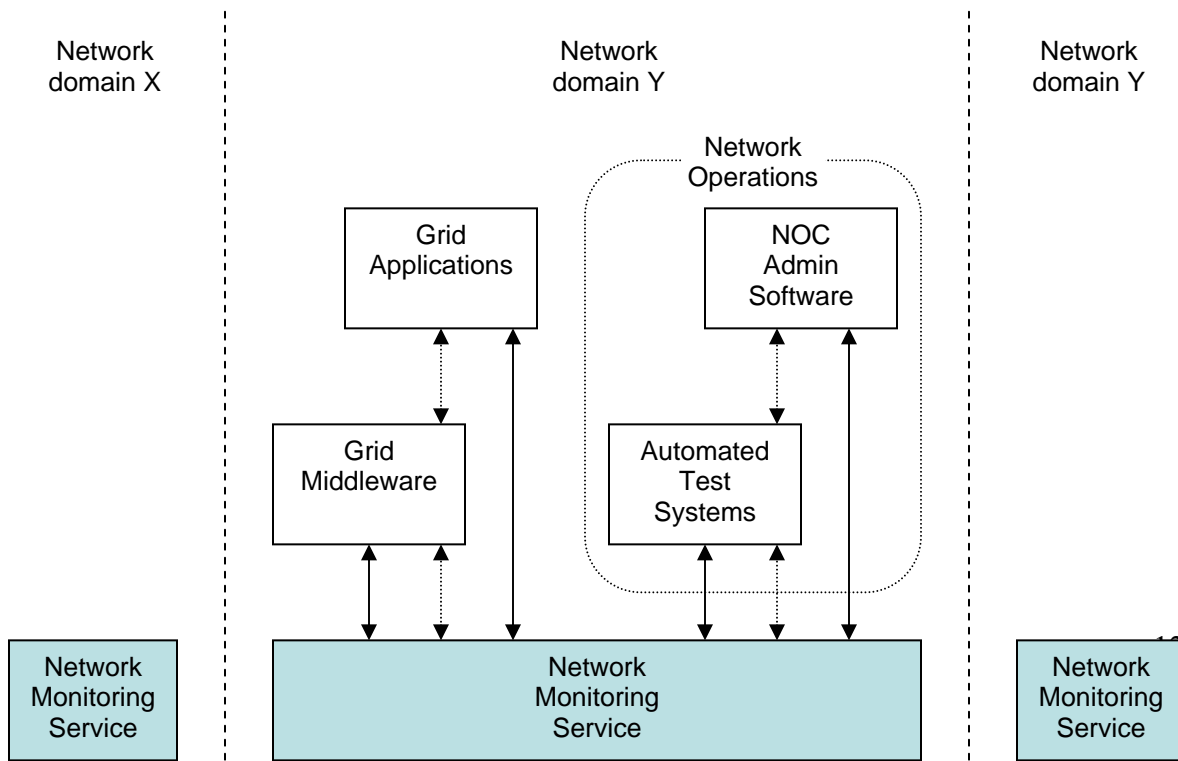 Network
domain X
Network
domain Y
Network
domain Y
Network
Operations
Grid
Applications
NOC
Admin
Software
Grid
Middleware
Automated
Test
Systems
Network
Monitoring
Service
Network
Monitoring
Service
Network
Monitoring
Service